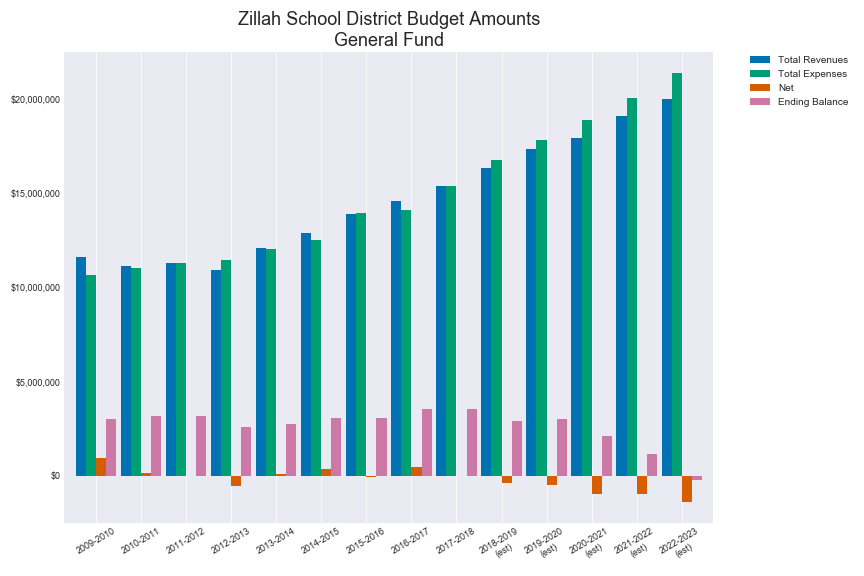 Zillah School District Budget Amounts
General Fund
Total Revenues
Total Expenses
Net
Ending Balance
$20,000,000
$15,000,000
$10,000,000
$5,000,000
$0
2009-2010
2010-2011
2011-2012
2012-2013
2013-2014
2014-2015
2015-2016
2016-2017
2017-2018
2018-2019
(est)
2019-2020
(est)
2020-2021
(est)
2021-2022
(est)
2022-2023
(est)